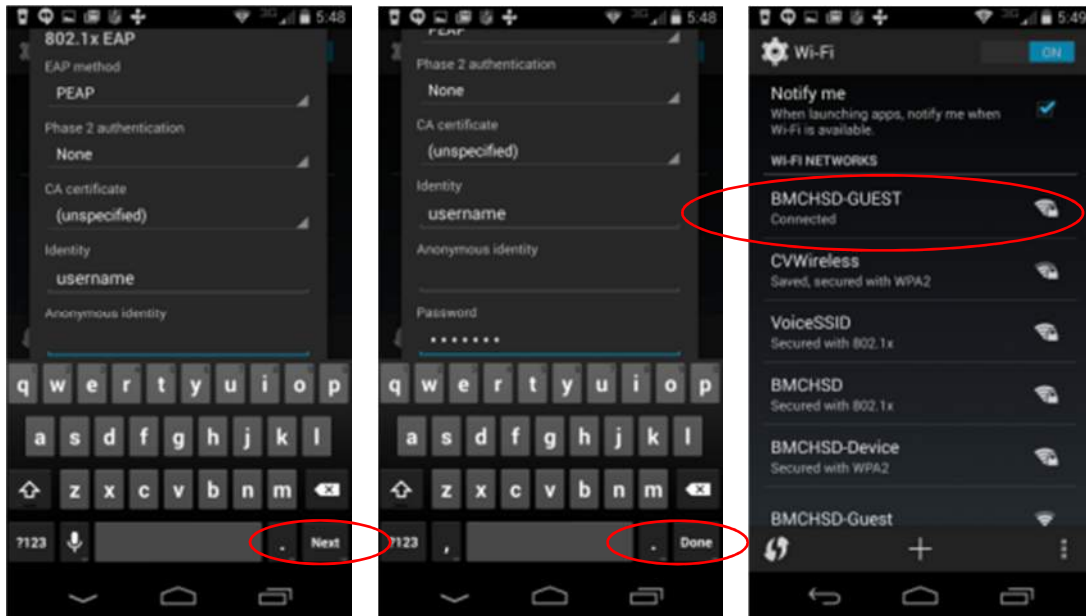 5:48
802.1x EAP
EAP method
PEAP
Phase 2 authentication
None
CA certificate
(unspecified)
Identity
username
Anonymous identity
q w e r t y u i o p
a s d f g h j k l
z x c v b n m
?123 . Next
3G 5:48
PEAP
Phase 2 authentication
None
CA certificate
(unspecified)
Identity
username
Anonymous identity
Password
•••••••
q w e r t y u i o p
a s d f g h j k l
z x c v b n m
?123 , . Done
3G 5:49
Wi-Fi ON
Notify me
When launching apps, notify me when
Wi-Fi is available.
WI-FI NETWORKS
BMCHSD-GUEST
Connected
CVWireless
Saved, secured with WPA2
VoiceSSID
Secured with 802.1x
BMCHSD
Secured with 802.1x
BMCHSD-Device
Secured with WPA2
BMCHSD-Guest